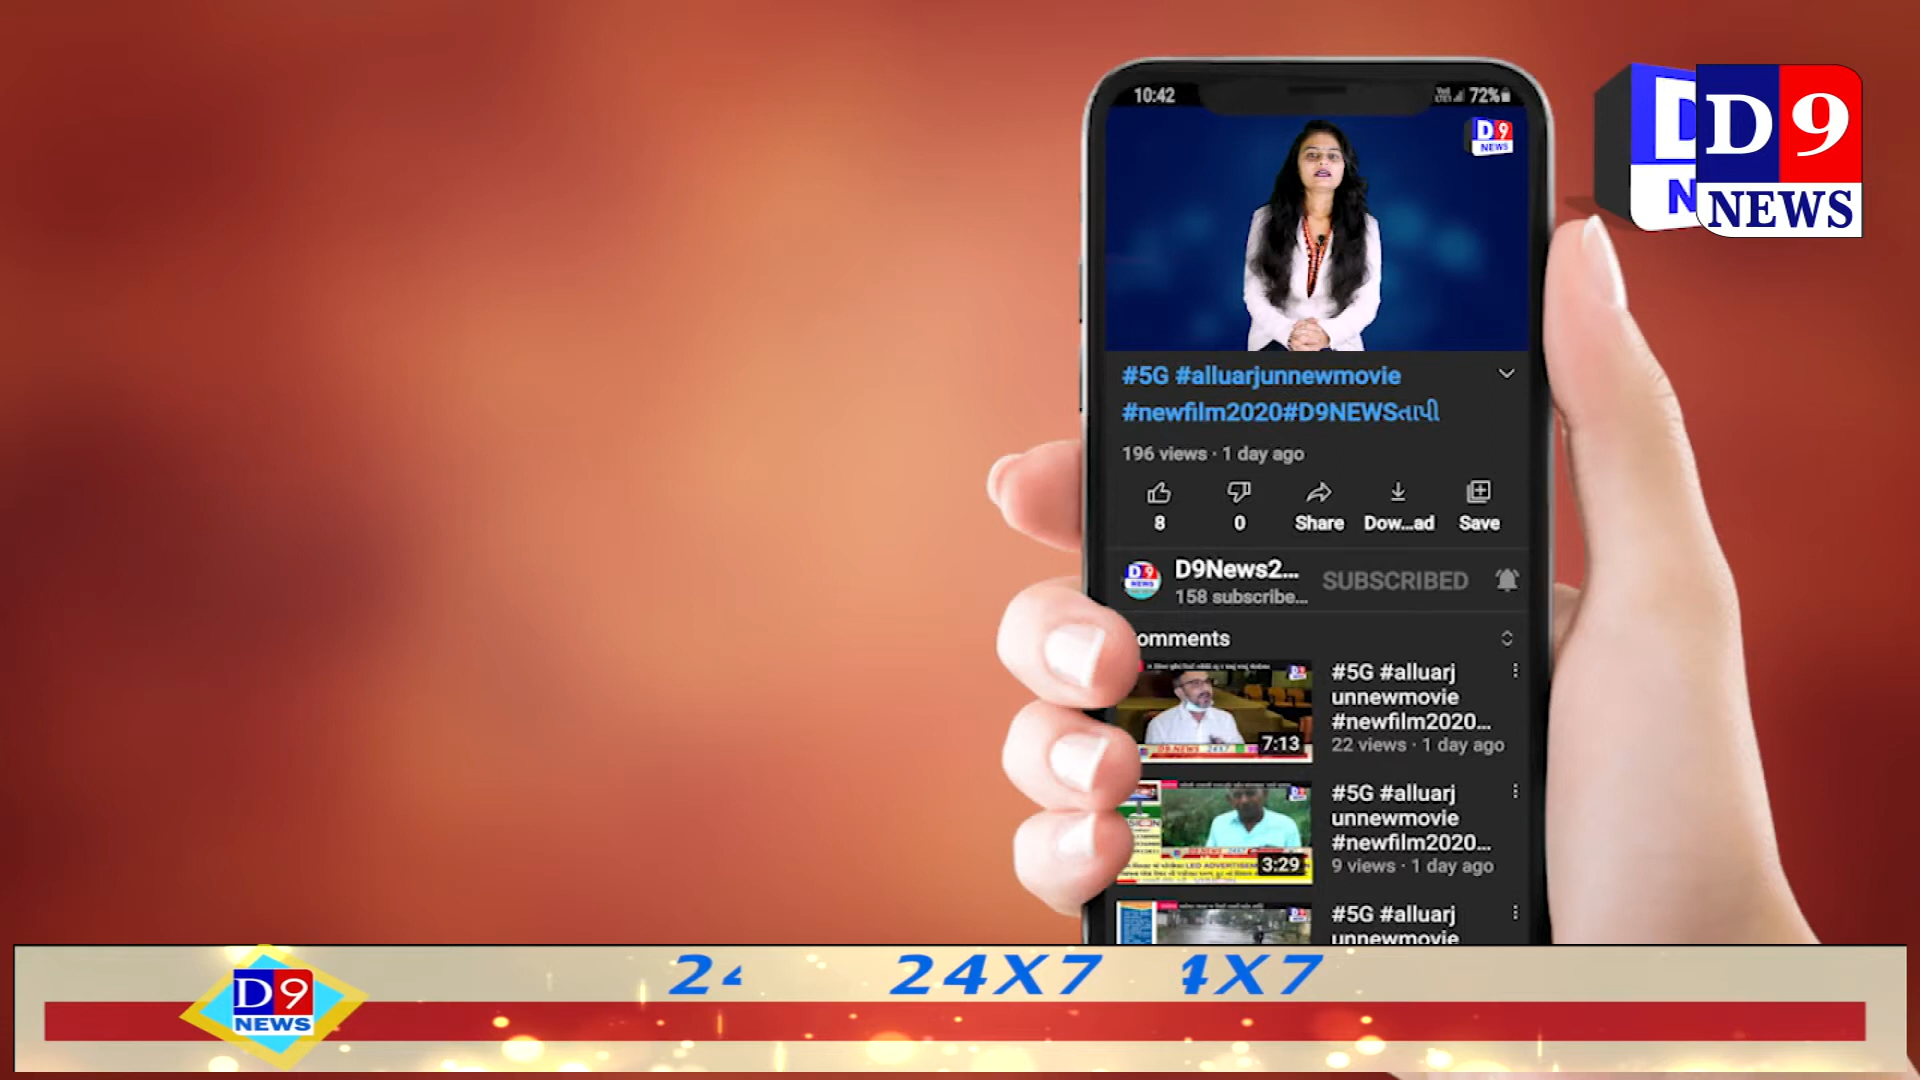 10:42
72%
D9
NEWS
D
N
D9
NEWS
#5G #alluarjunnewmovie
#newfilm2020#D9NEWSતાપી
196 views · 1 day ago
8
0
Share
Dow...ad
Save
D9News2...
SUBSCRIBED
158 subscribe...
omments
#5G #alluarj
unnewmovie
#newfilm2020...
22 views · 1 day ago
7:13
#5G #alluarj
unnewmovie
#newfilm2020...
9 views · 1 day ago
3:29
#5G #alluarj
unnewmovie
24X7
4X7
D9
NEWS